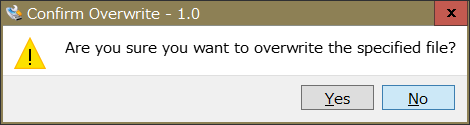 Confirm Overwrite - 1.0
Are you sure you want to overwrite the specified file?
Yes
No